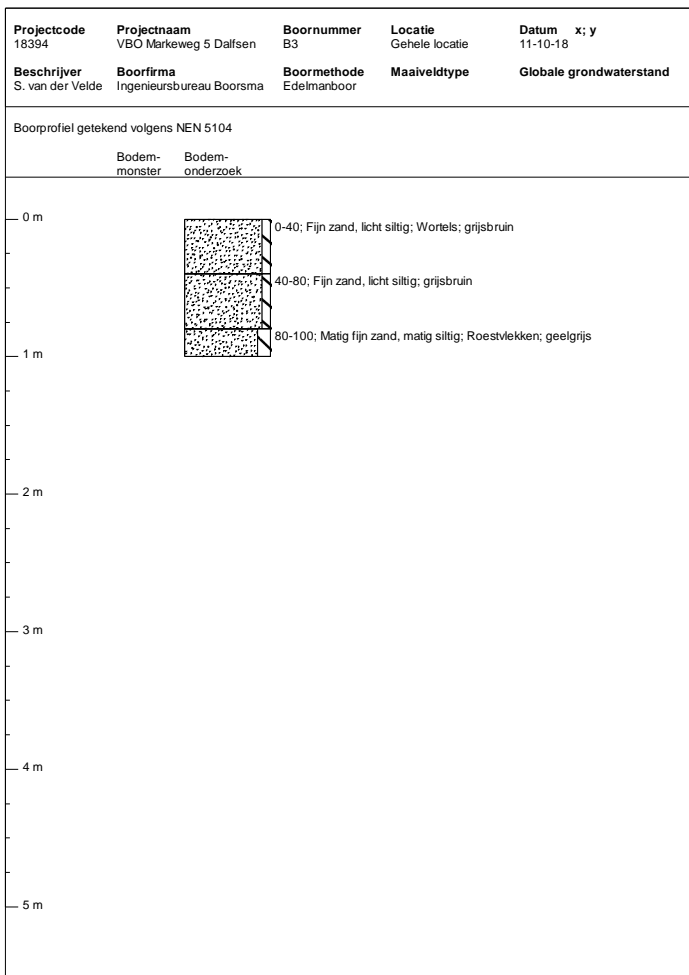 Projectcode Projectnaam Boornummer Locatie Datum x; y
18394 VBO Markeweg 5 Dalfsen B3 Gehele locatie 11-10-18
Beschrijver Boorfirma Boormethode Maaiveldtype Globale grondwaterstand
S. van der Velde Ingenieursbureau Boorsma Edelmanboor
Boorprofiel getekend volgens NEN 5104
Bodem- Bodem-
monster onderzoek
0 m
0-40; Fijn zand, licht siltig; Wortels; grijsbruin
40-80; Fijn zand, licht siltig; grijsbruin
80-100; Matig fijn zand, matig siltig; Roestvlekken; geelgrijs
1 m
2 m
3 m
4 m
5 m